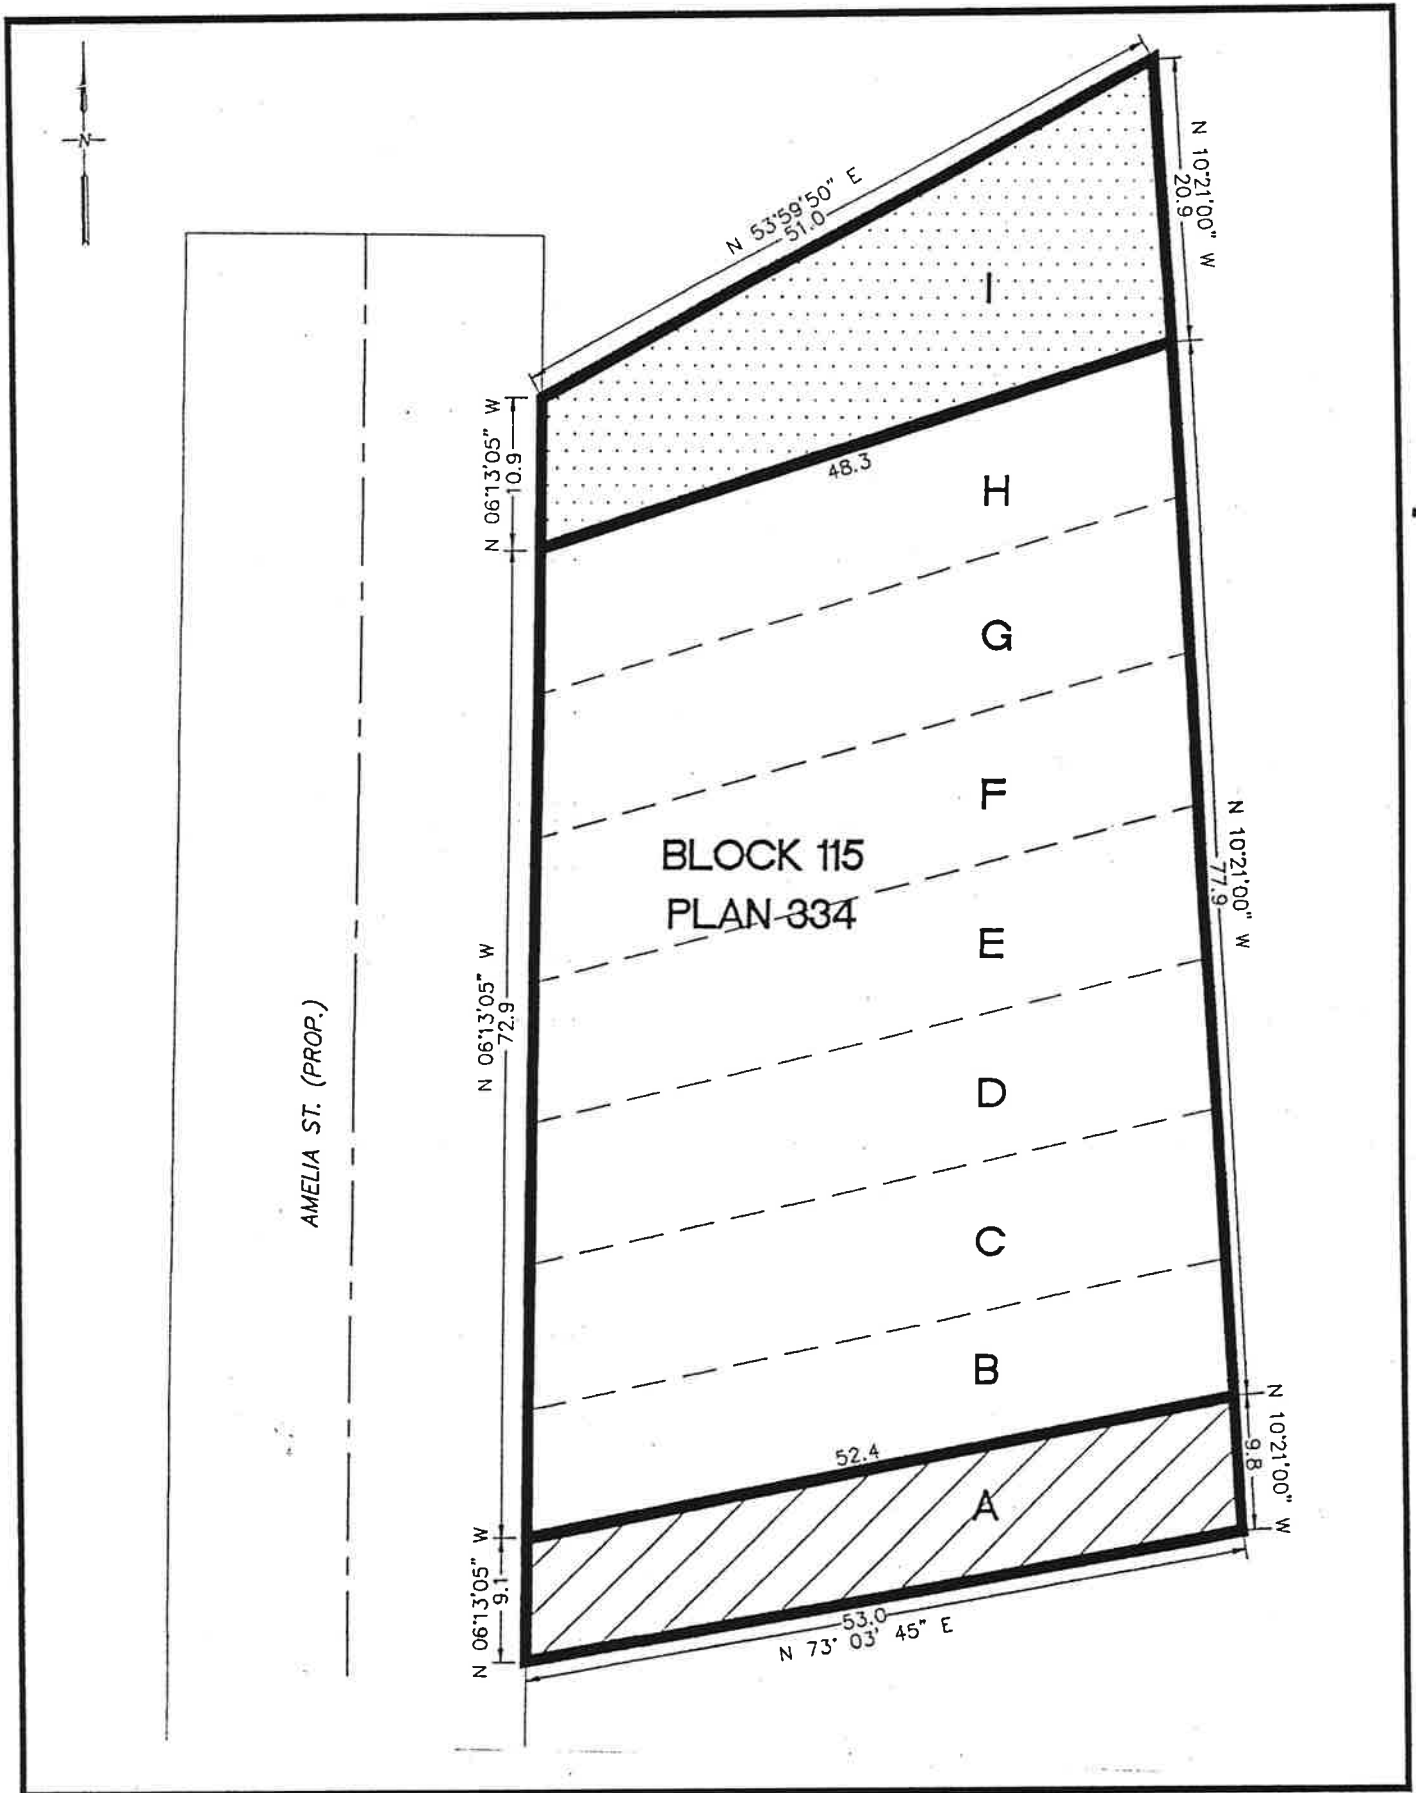 N
N 53°59'50" E
51.0
N 10°21'00" W
20.9
I
N 06°13'05" W
10.9
48.3
H
G
F
BLOCK 115
PLAN 334
E
N 10°21'00" W
77.9
N 06°13'05" W
72.9
AMELIA ST. (PROP.)
D
C
B
52.4
A
N 10°21'00" W
9.8
N 06°13'05" W
9.1
53.0
N 73° 03' 45" E